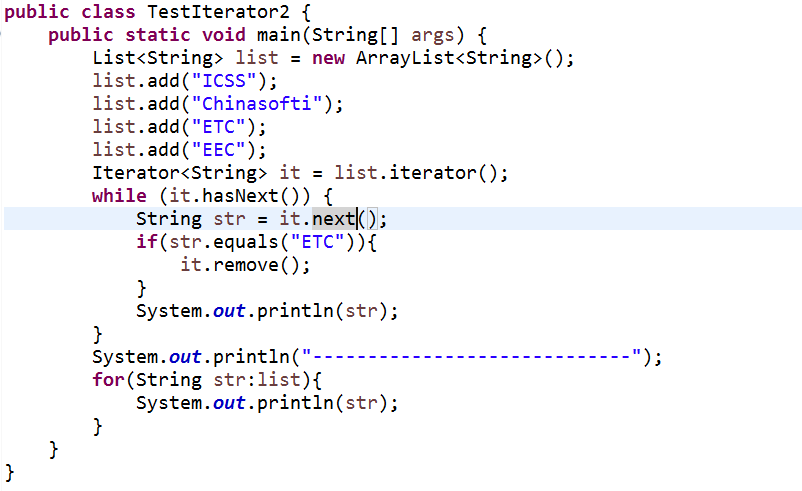 public class TestIterator2 {
    public static void main(String[] args) {
        List<String> list = new ArrayList<String>();
        list.add("ICSS");
        list.add("Chinasofti");
        list.add("ETC");
        list.add("EEC");
        Iterator<String> it = list.iterator();
        while (it.hasNext()) {
            String str = it.next();
            if(str.equals("ETC")){
                it.remove();
            }
            System.out.println(str);
        }
        System.out.println("-----------------------------");
        for(String str:list){
            System.out.println(str);
        }
    }
}